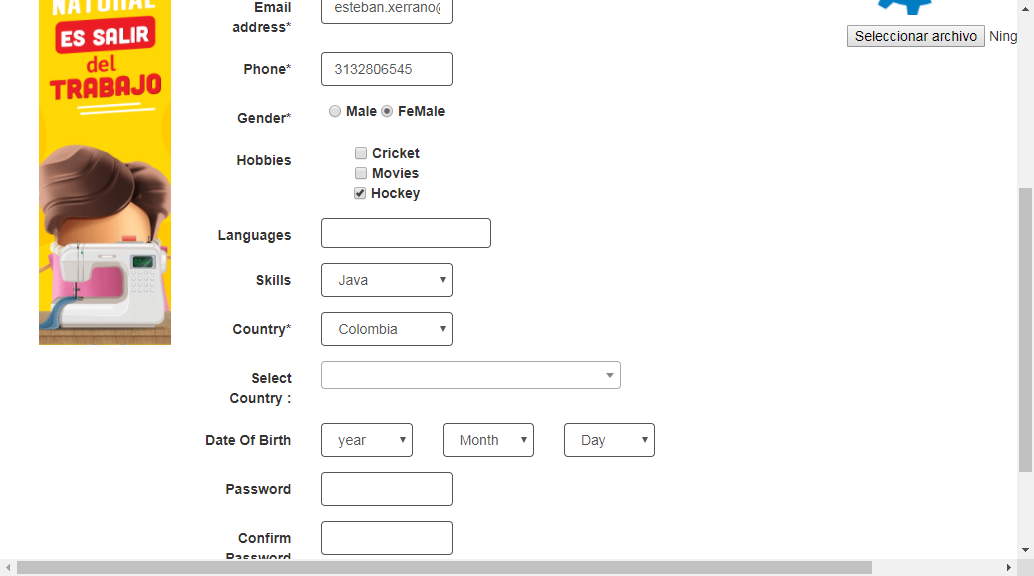 NATURAL
ES SALIR
del
TRABAJO
Email
address*
esteban.xerrano@
Seleccionar archivo Ning
Phone*
3132806545
Gender*
Male FeMale
Hobbies
Cricket
Movies
Hockey
Languages
Skills
Java
Country*
Colombia
Select
Country :
Date Of Birth
year Month Day
Password
Confirm
Password